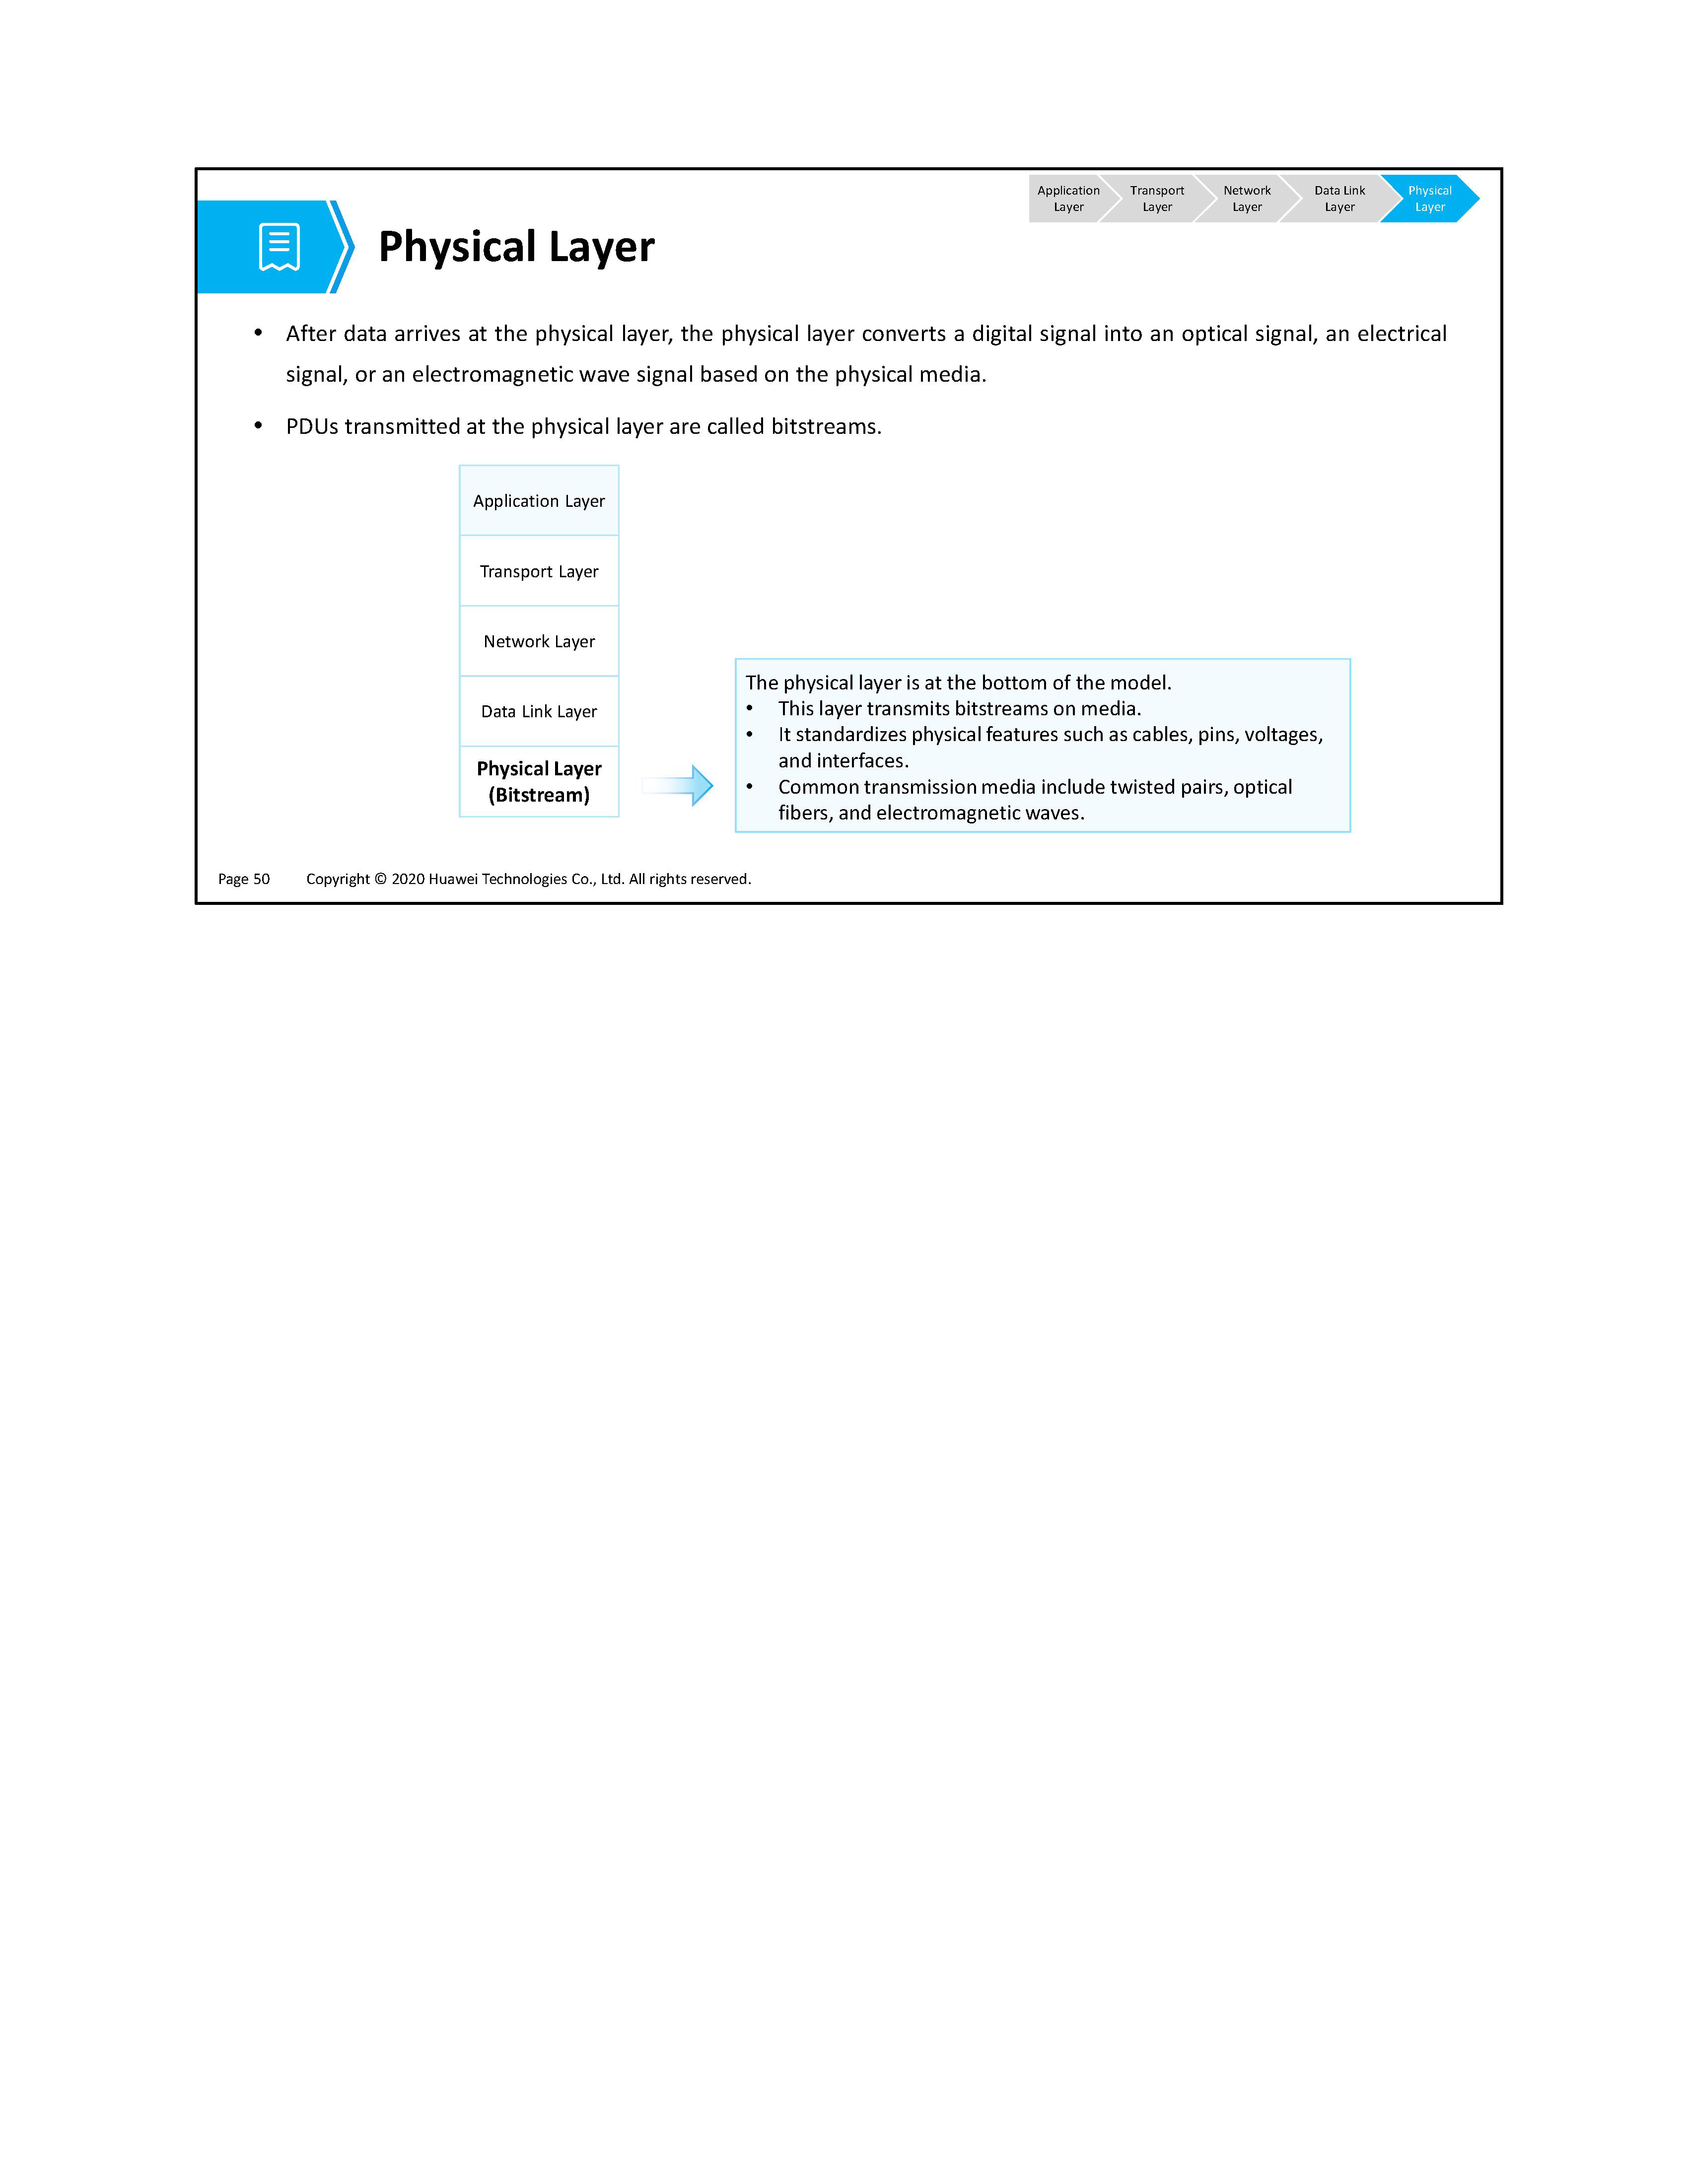 Application Layer
Transport Layer
Network Layer
Data Link Layer
Physical Layer
Physical Layer
• After data arrives at the physical layer, the physical layer converts a digital signal into an optical signal, an electrical
signal, or an electromagnetic wave signal based on the physical media.
• PDUs transmitted at the physical layer are called bitstreams.
Application Layer
Transport Layer
Network Layer
Data Link Layer
Physical Layer
(Bitstream)
The physical layer is at the bottom of the model.
• This layer transmits bitstreams on media.
• It standardizes physical features such as cables, pins, voltages,
and interfaces.
• Common transmission media include twisted pairs, optical
fibers, and electromagnetic waves.
Page 50 Copyright © 2020 Huawei Technologies Co., Ltd. All rights reserved.